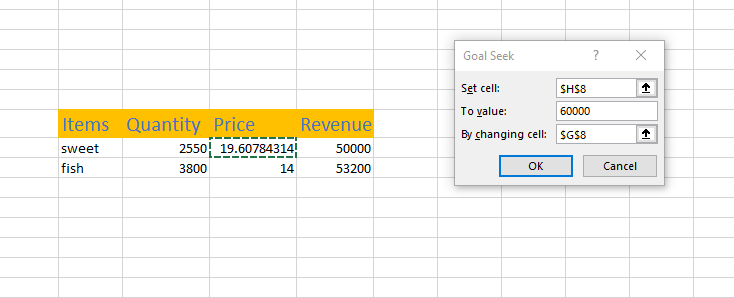 Goal Seek ? ×
Set cell: $H$8
To value: 60000
By changing cell: $G$8
OK Cancel
Items Quantity Price Revenue
sweet 2550 19.60784314 50000
fish 3800 14 53200